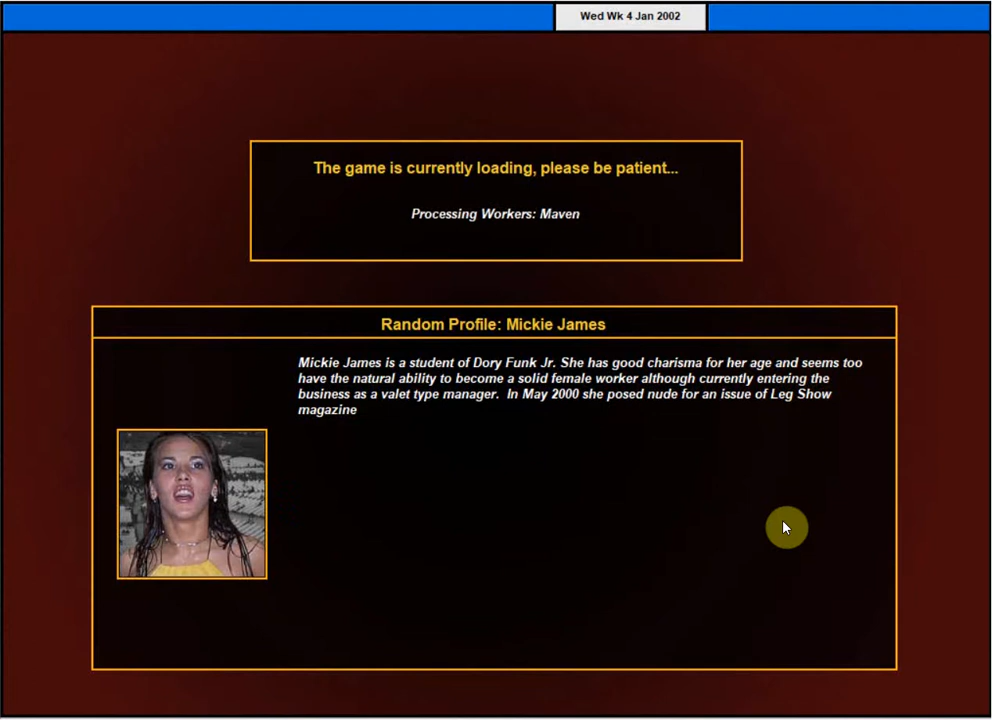 Wed Wk 4 Jan 2002
The game is currently loading, please be patient...
Processing Workers: Maven
Random Profile: Mickie James
Mickie James is a student of Dory Funk Jr. She has good charisma for her age and seems too
have the natural ability to become a solid female worker although currently entering the
business as a valet type manager.  In May 2000 she posed nude for an issue of Leg Show
magazine